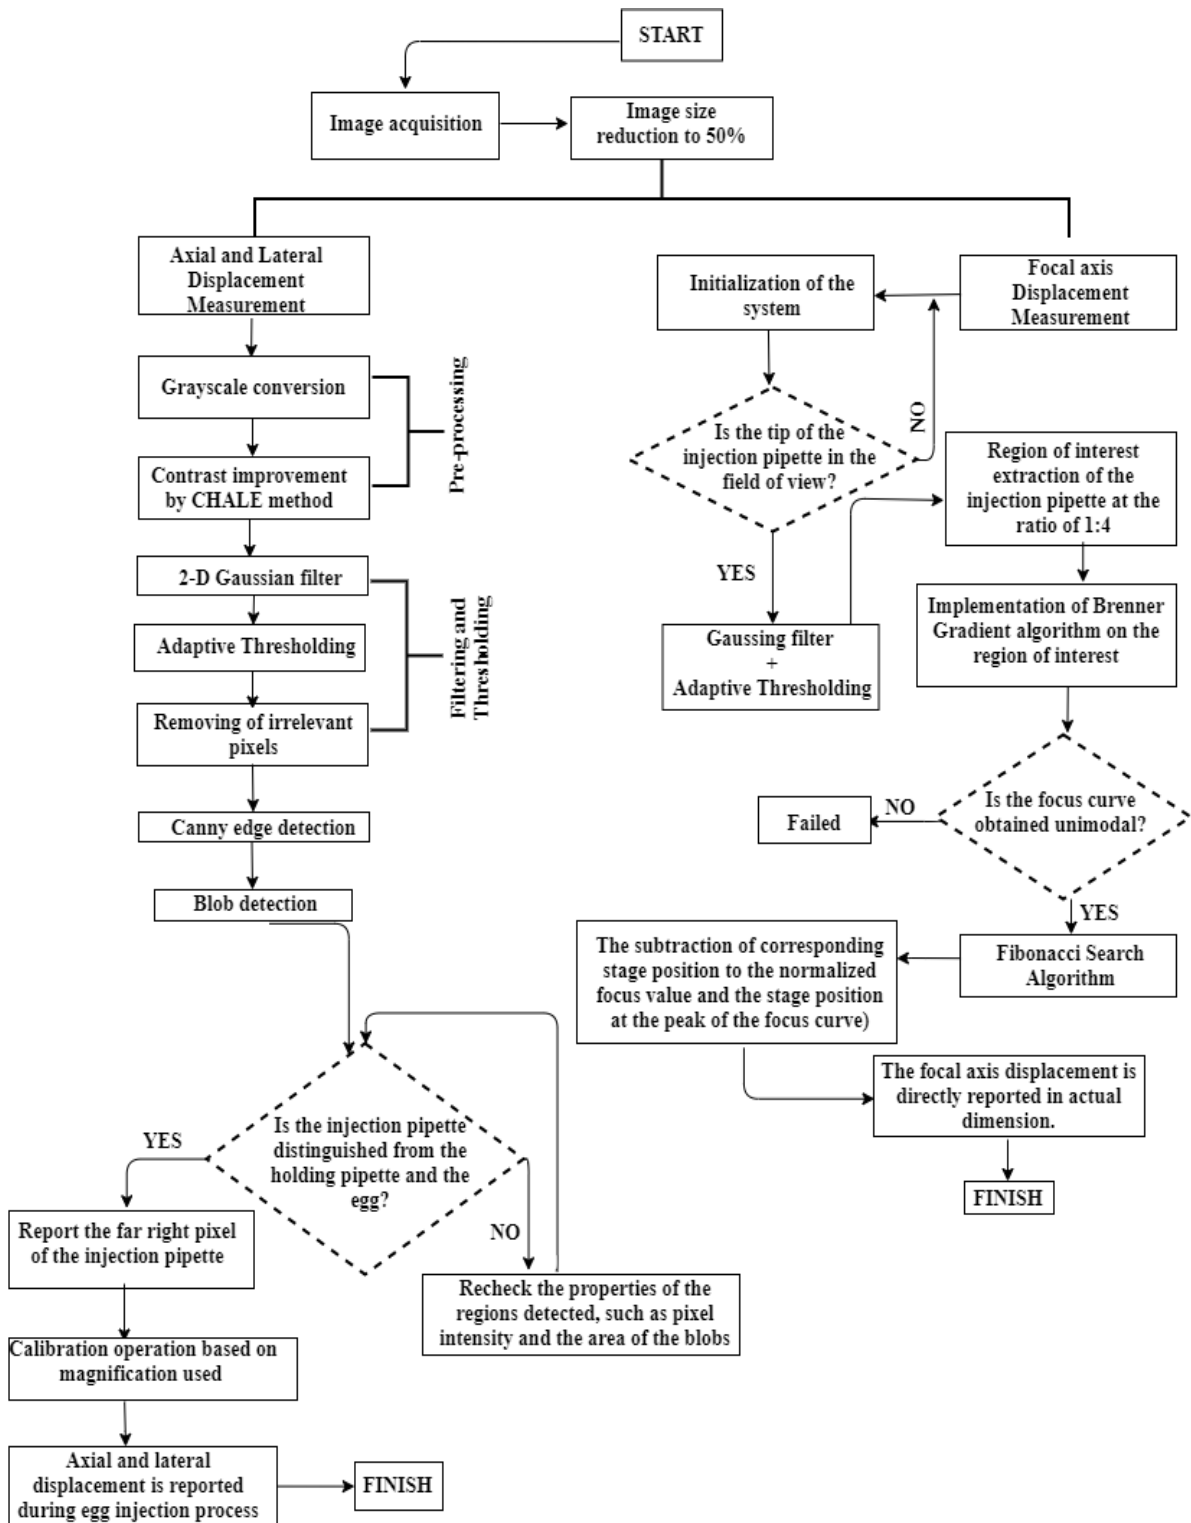 START
Image acquisition
Image size
reduction to 50%
Axial and Lateral
Displacement
Measurement
Grayscale conversion
Contrast improvement
by CHALE method
Pre-processing
2-D Gaussian filter
Adaptive Thresholding
Removing of irrelevant
pixels
Filtering and
Thresholding
Canny edge detection
Blob detection
Is the injection pipette
distinguished from the
holding pipette and the
egg?
YES
NO
Report the far right pixel
of the injection pipette
Recheck the properties of the
regions detected, such as pixel
intensity and the area of the blobs
Calibration operation based on
magnification used
Axial and lateral
displacement is reported
during egg injection process
FINISH
Focal axis
Displacement
Measurement
Initialization of the
system
Is the tip of the
injection pipette in the
field of view?
NO
YES
Gaussing filter
+
Adaptive Thresholding
Region of interest
extraction of the
injection pipette at the
ratio of 1:4
Implementation of Brenner
Gradient algorithm on the
region of interest
Is the focus curve
obtained unimodal?
NO
Failed
YES
Fibonacci Search
Algorithm
The subtraction of corresponding
stage position to the normalized
focus value and the stage position
at the peak of the focus curve)
The focal axis displacement is
directly reported in actual
dimension.
FINISH